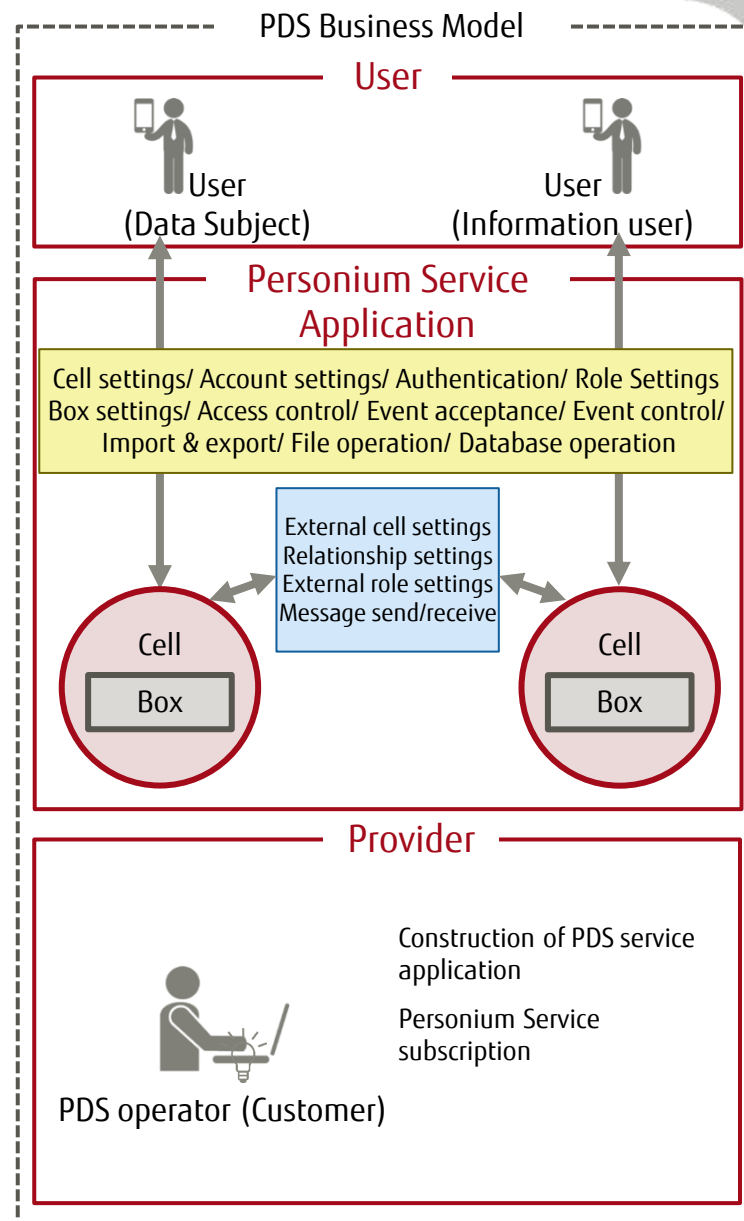 PDS Business Model
User
User
(Data Subject)
User
(Information user)
Personium Service
Application
Cell settings/ Account settings/ Authentication/ Role Settings
Box settings/ Access control/ Event acceptance/ Event control/
Import & export/ File operation/ Database operation
External cell settings
Relationship settings
External role settings
Message send/receive
Cell
Box
Cell
Box
Provider
Construction of PDS service
application
Personium Service
subscription
PDS operator (Customer)